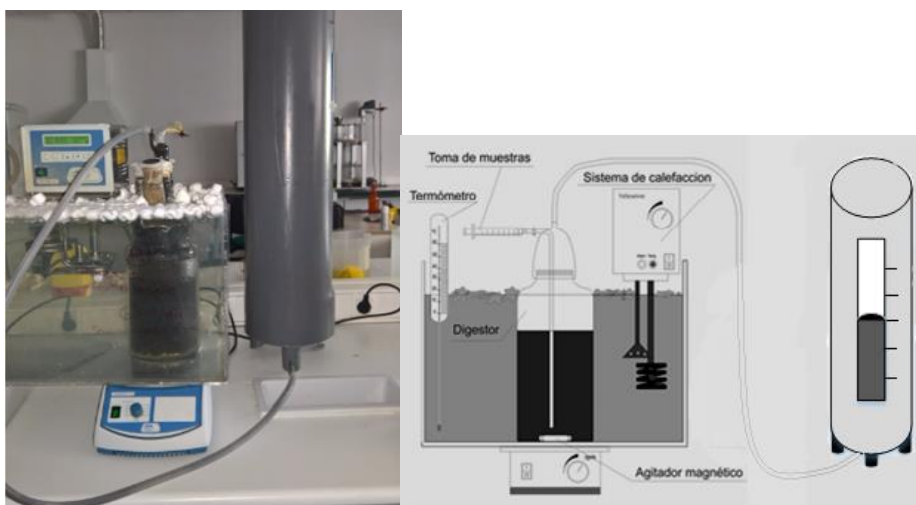 Toma de muestras
Sistema de calefaccion
Termómetro
Digestor
Agitador magnético